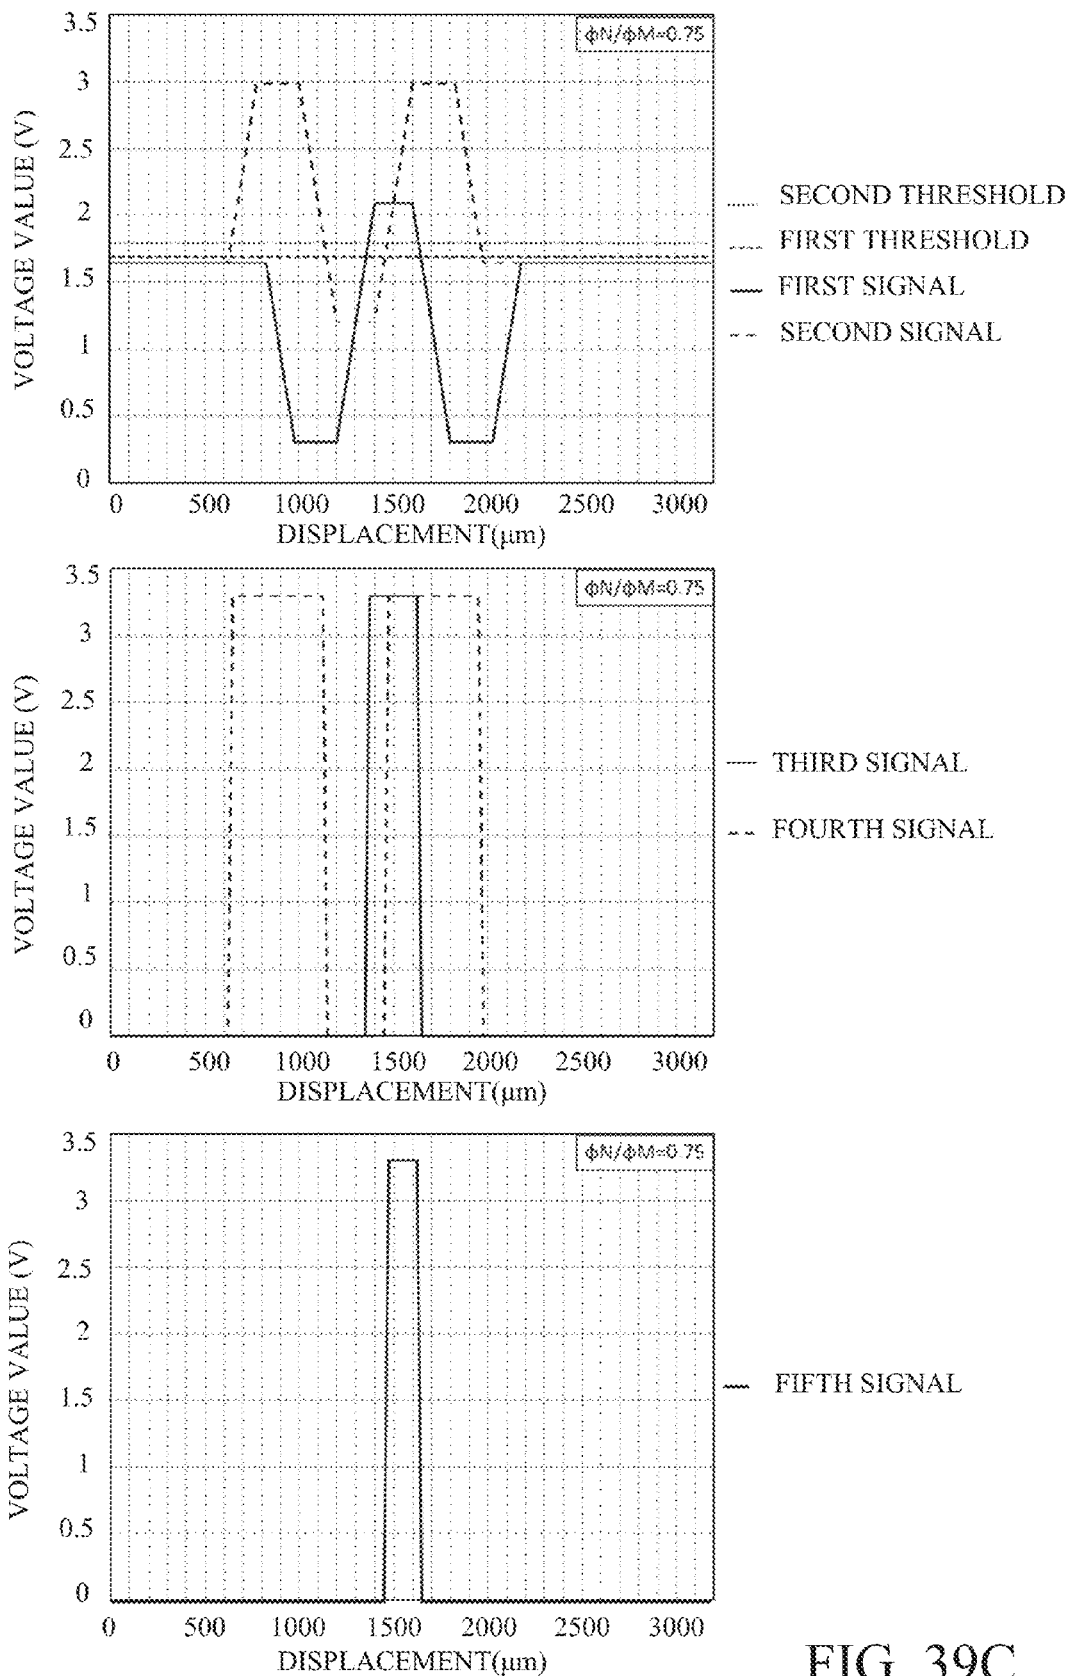 3.5
3
2.5
2
1.5
1
0.5
0
VOLTAGE VALUE (V)
ϕN/ϕM=0.75
0 500 1000 1500 2000 2500 3000
DISPLACEMENT(μm)
SECOND THRESHOLD
FIRST THRESHOLD
FIRST SIGNAL
SECOND SIGNAL
3.5
3
2.5
2
1.5
1
0.5
0
VOLTAGE VALUE (V)
ϕN/ϕM=0.75
0 500 1000 1500 2000 2500 3000
DISPLACEMENT(μm)
THIRD SIGNAL
FOURTH SIGNAL
3.5
3
2.5
2
1.5
1
0.5
0
VOLTAGE VALUE (V)
ϕN/ϕM=0.75
0 500 1000 1500 2000 2500 3000
DISPLACEMENT(μm)
FIFTH SIGNAL
FIG. 39C